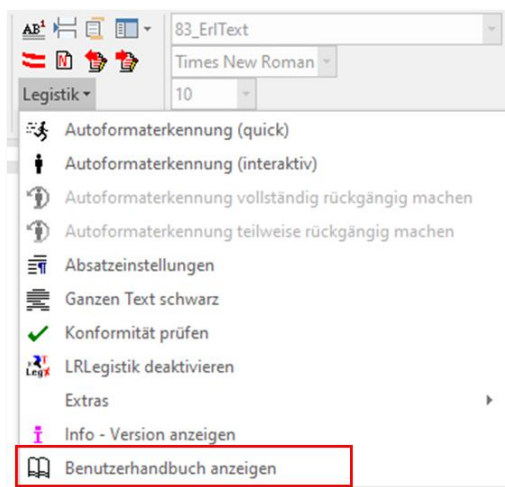 AB¹
83_ErlText
N
Times New Roman
Legistik
10
Autoformaterkennung (quick)
Autoformaterkennung (interaktiv)
Autoformaterkennung vollständig rückgängig machen
Autoformaterkennung teilweise rückgängig machen
Absatzeinstellungen
Ganzen Text schwarz
Konformität prüfen
LRLegistik deaktivieren
Extras
Info - Version anzeigen
Benutzerhandbuch anzeigen